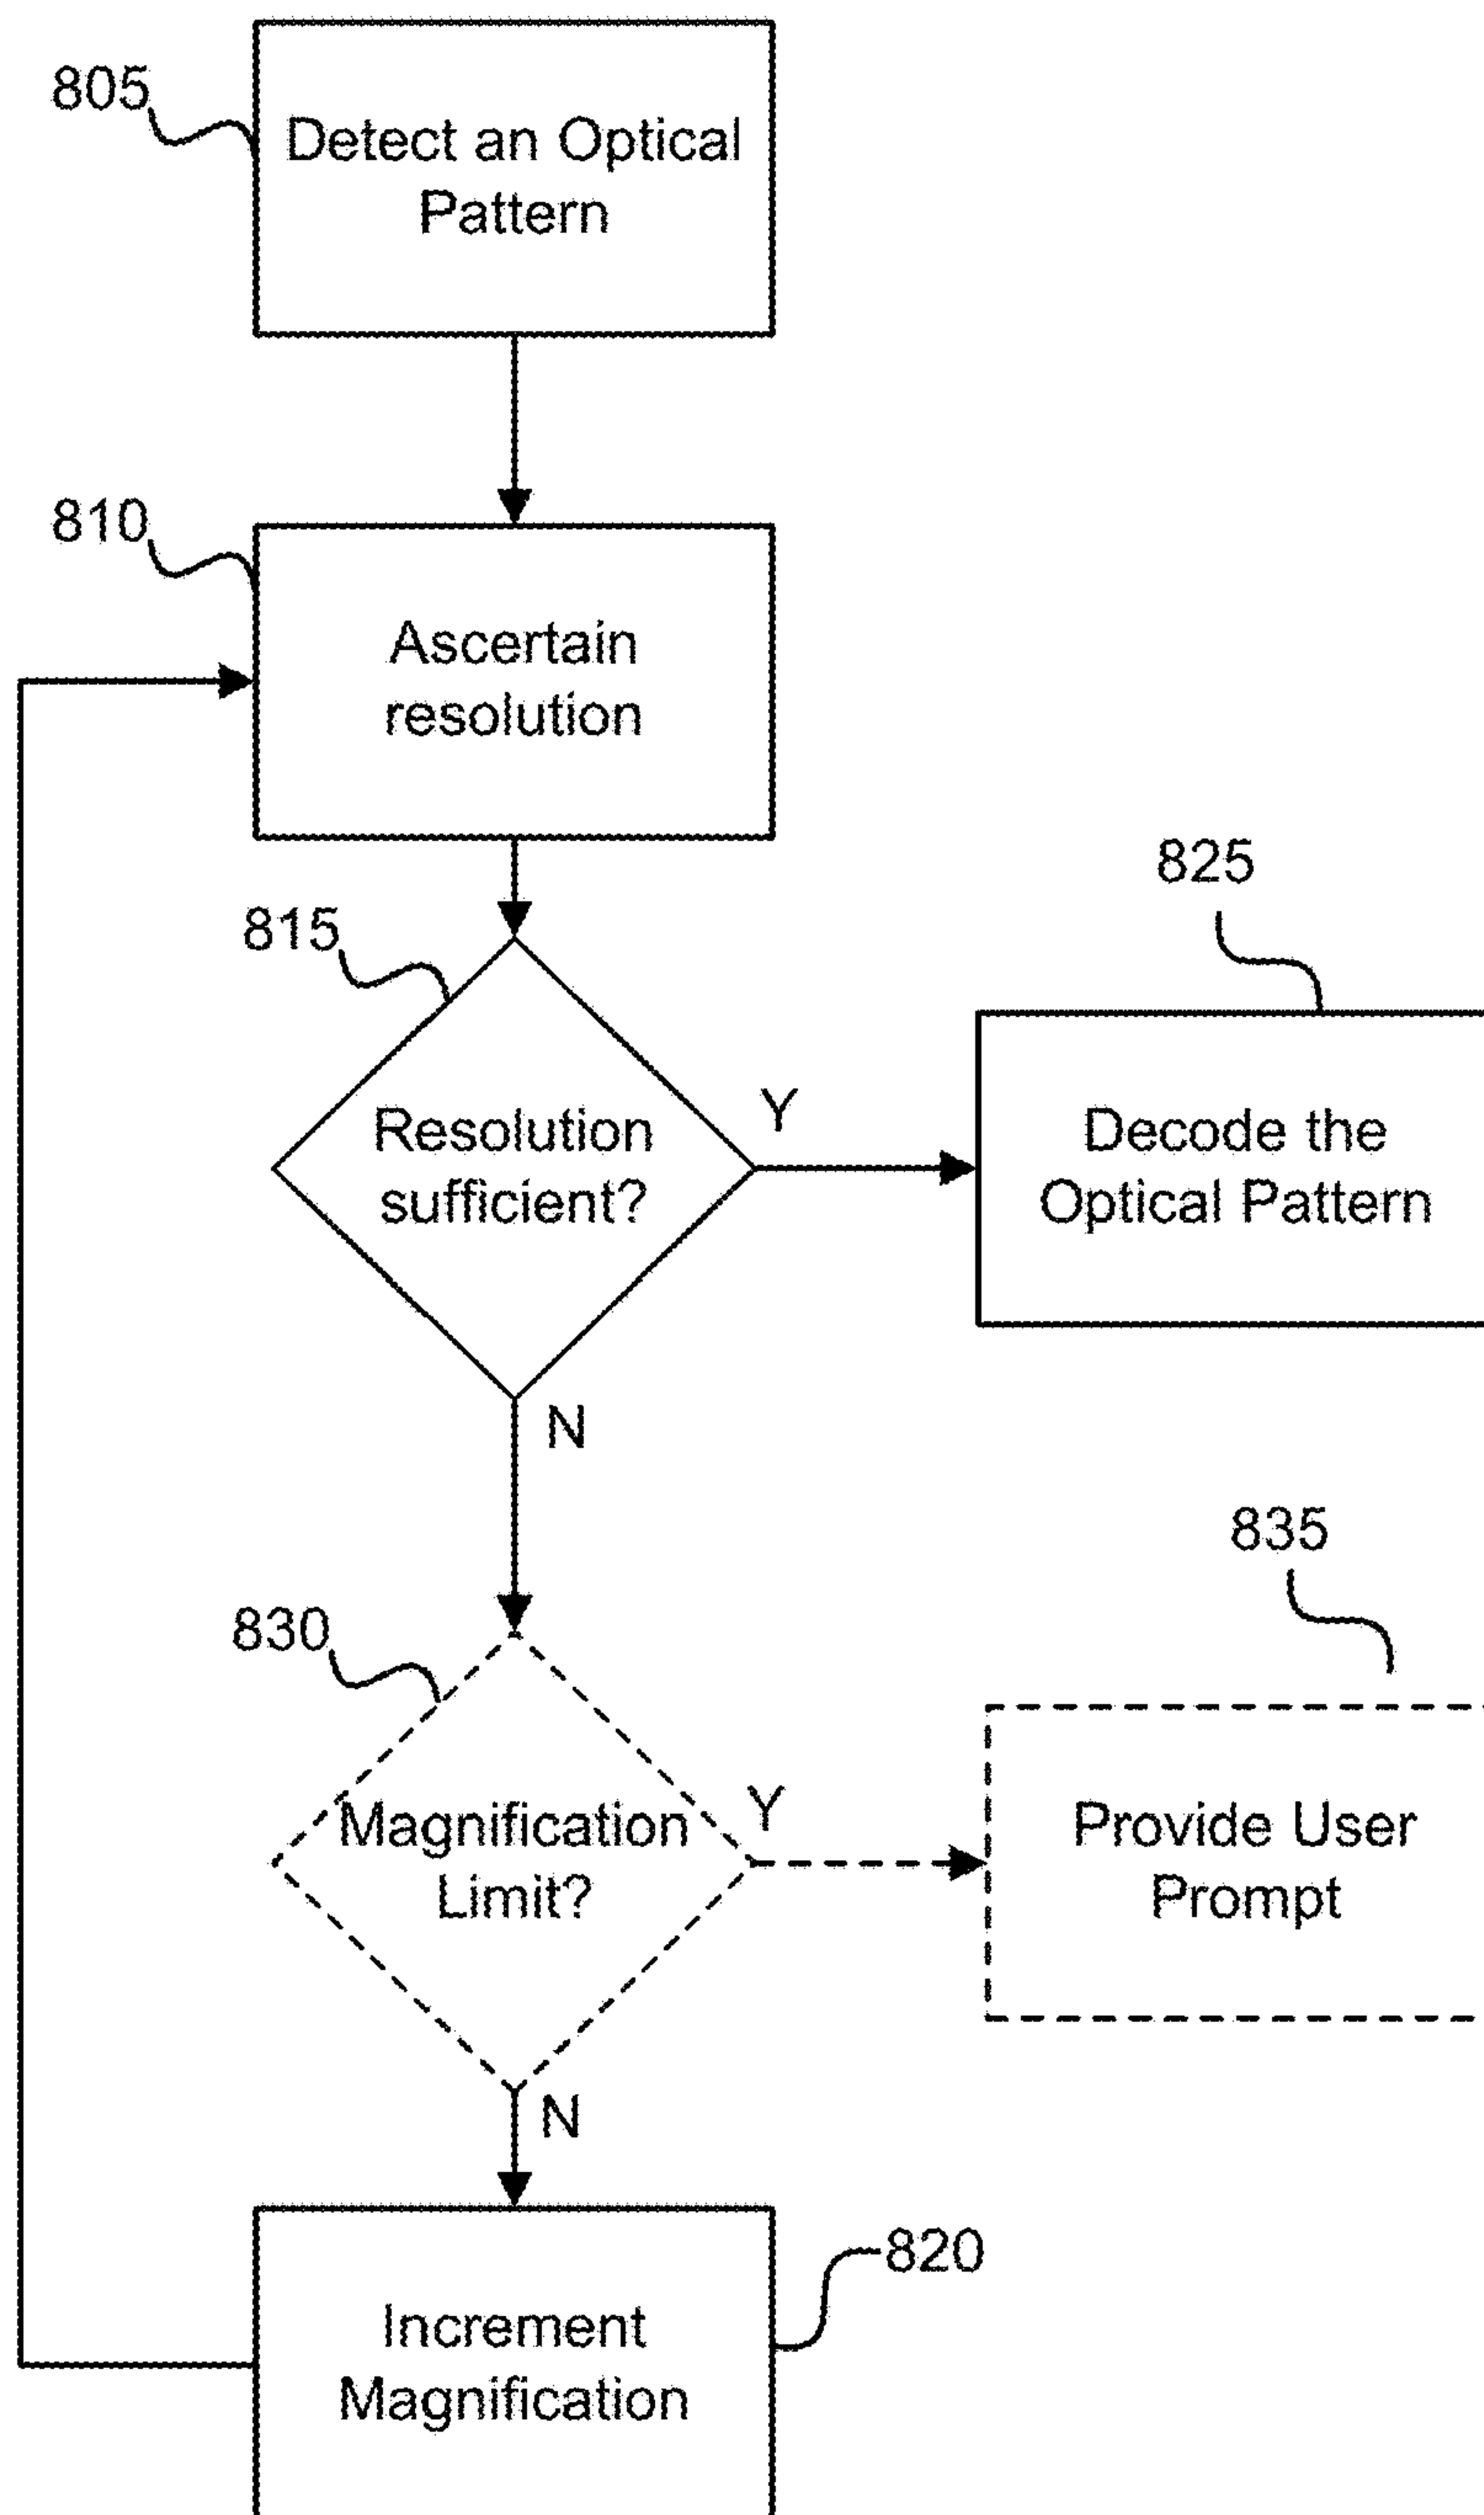 805
Detect an Optical
Pattern
810
Ascertain
resolution
815
825
Resolution
sufficient?
Y
Decode the
Optical Pattern
N
835
830
Magnification
Limit?
Y
Provide User
Prompt
N
820
Increment
Magnification